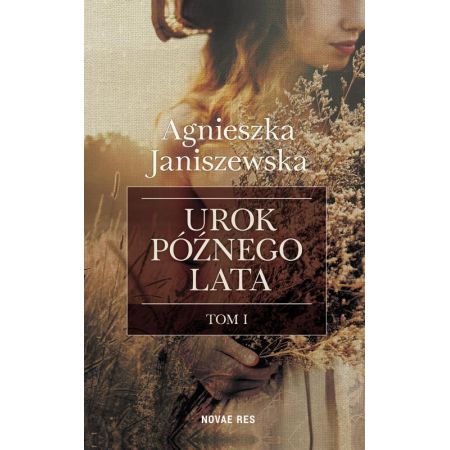 Agnieszka
Janiszewska
UROK
PÓŹNEGO
LATA
TOM I
NOVAE RES